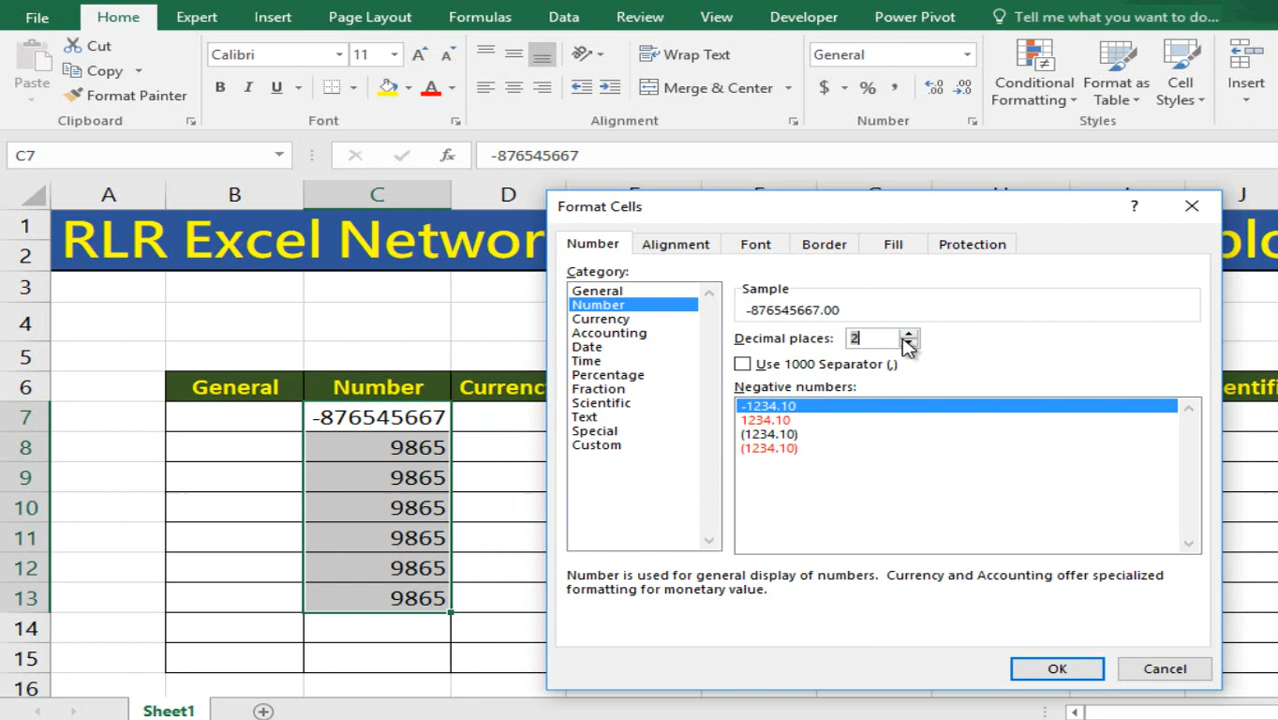 File Home Expert Insert Page Layout Formulas Data Review View Developer Power Pivot Tell me what you want to do...
Paste Cut Copy Format Painter Clipboard
Calibri 11 A A B I U A Font
Wrap Text Merge & Center Alignment
General $ % , .00 Number
Conditional Formatting Format as Table Cell Styles Styles
Insert
C7 fx -876545667
A B C D J
1 RLR Excel Networ
2
3
4
5
6 General Number Currenc
7 -876545667
8 9865
9 9865
10 9865
11 9865
12 9865
13 9865
14
15
16
Format Cells ?
Number Alignment Font Border Fill Protection
Category:
General
Number
Currency
Accounting
Date
Time
Percentage
Fraction
Scientific
Text
Special
Custom
Sample
-876545667.00
Decimal places: 2
Use 1000 Separator (,)
Negative numbers:
-1234.10
1234.10
(1234.10)
(1234.10)
Number is used for general display of numbers. Currency and Accounting offer specialized
formatting for monetary value.
OK Cancel
Sheet1